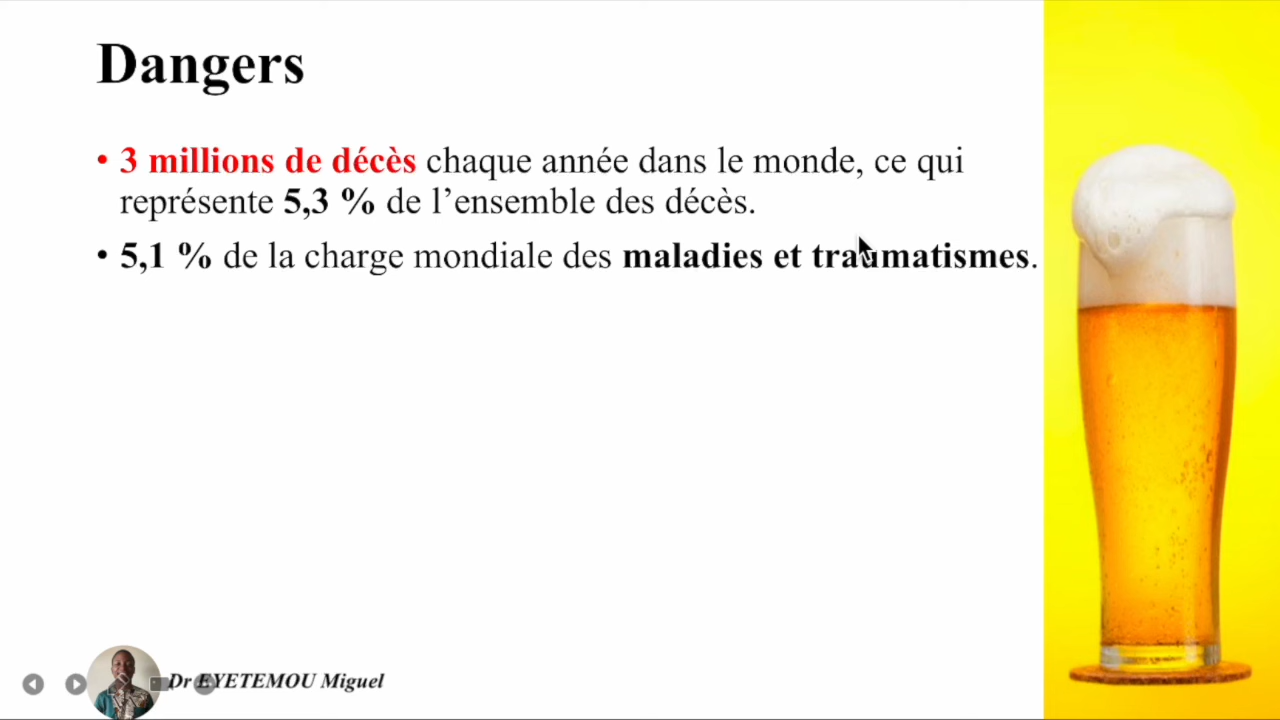 Dangers
• 3 millions de décès chaque année dans le monde, ce qui
représente 5,3 % de l’ensemble des décès.
• 5,1 % de la charge mondiale des maladies et traumatismes.
Dr EYETEMOU Miguel